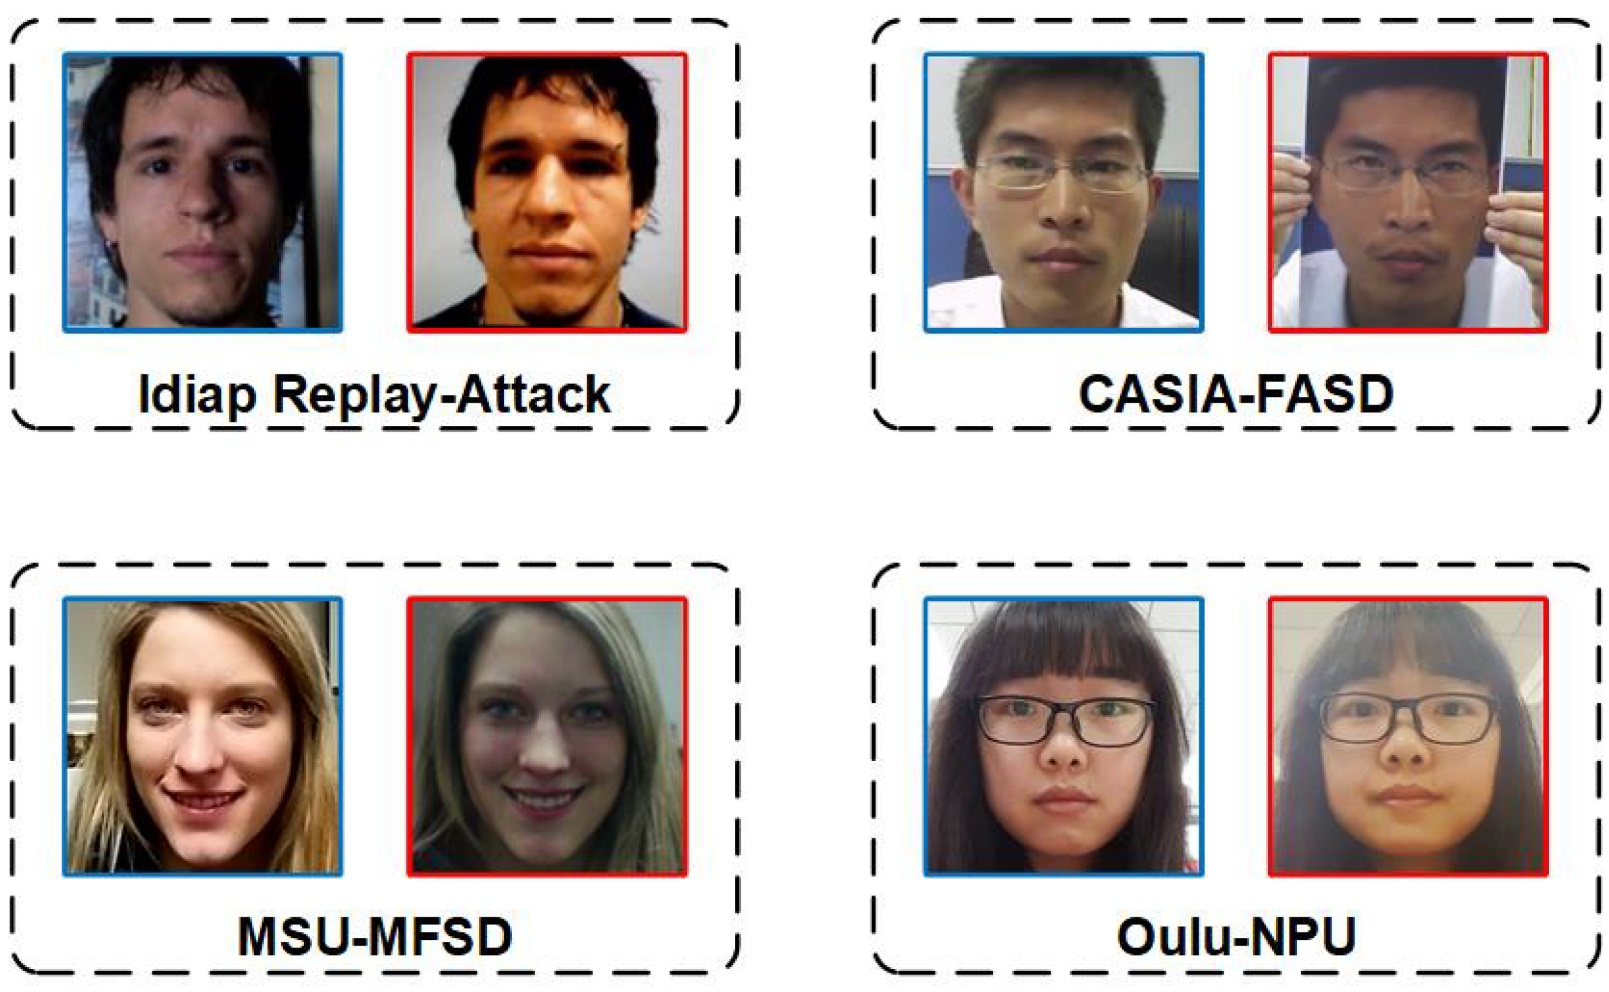 Idiap Replay-Attack
CASIA-FASD
MSU-MFSD
Oulu-NPU